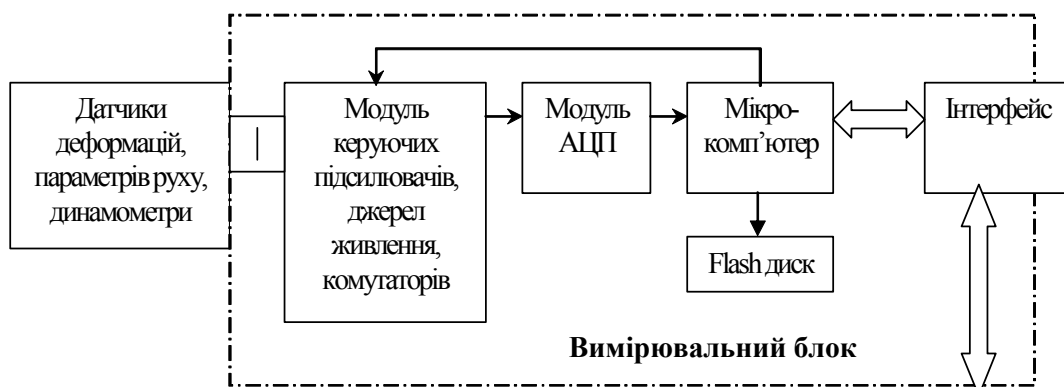 Датчики
деформацій,
параметрів руху,
динамометри
Модуль
керуючих
підсилювачів,
джерел
живлення,
комутаторів
Модуль
АЦП
Мікро-
комп’ютер
Інтерфейс
Flash диск
Вимірювальний блок